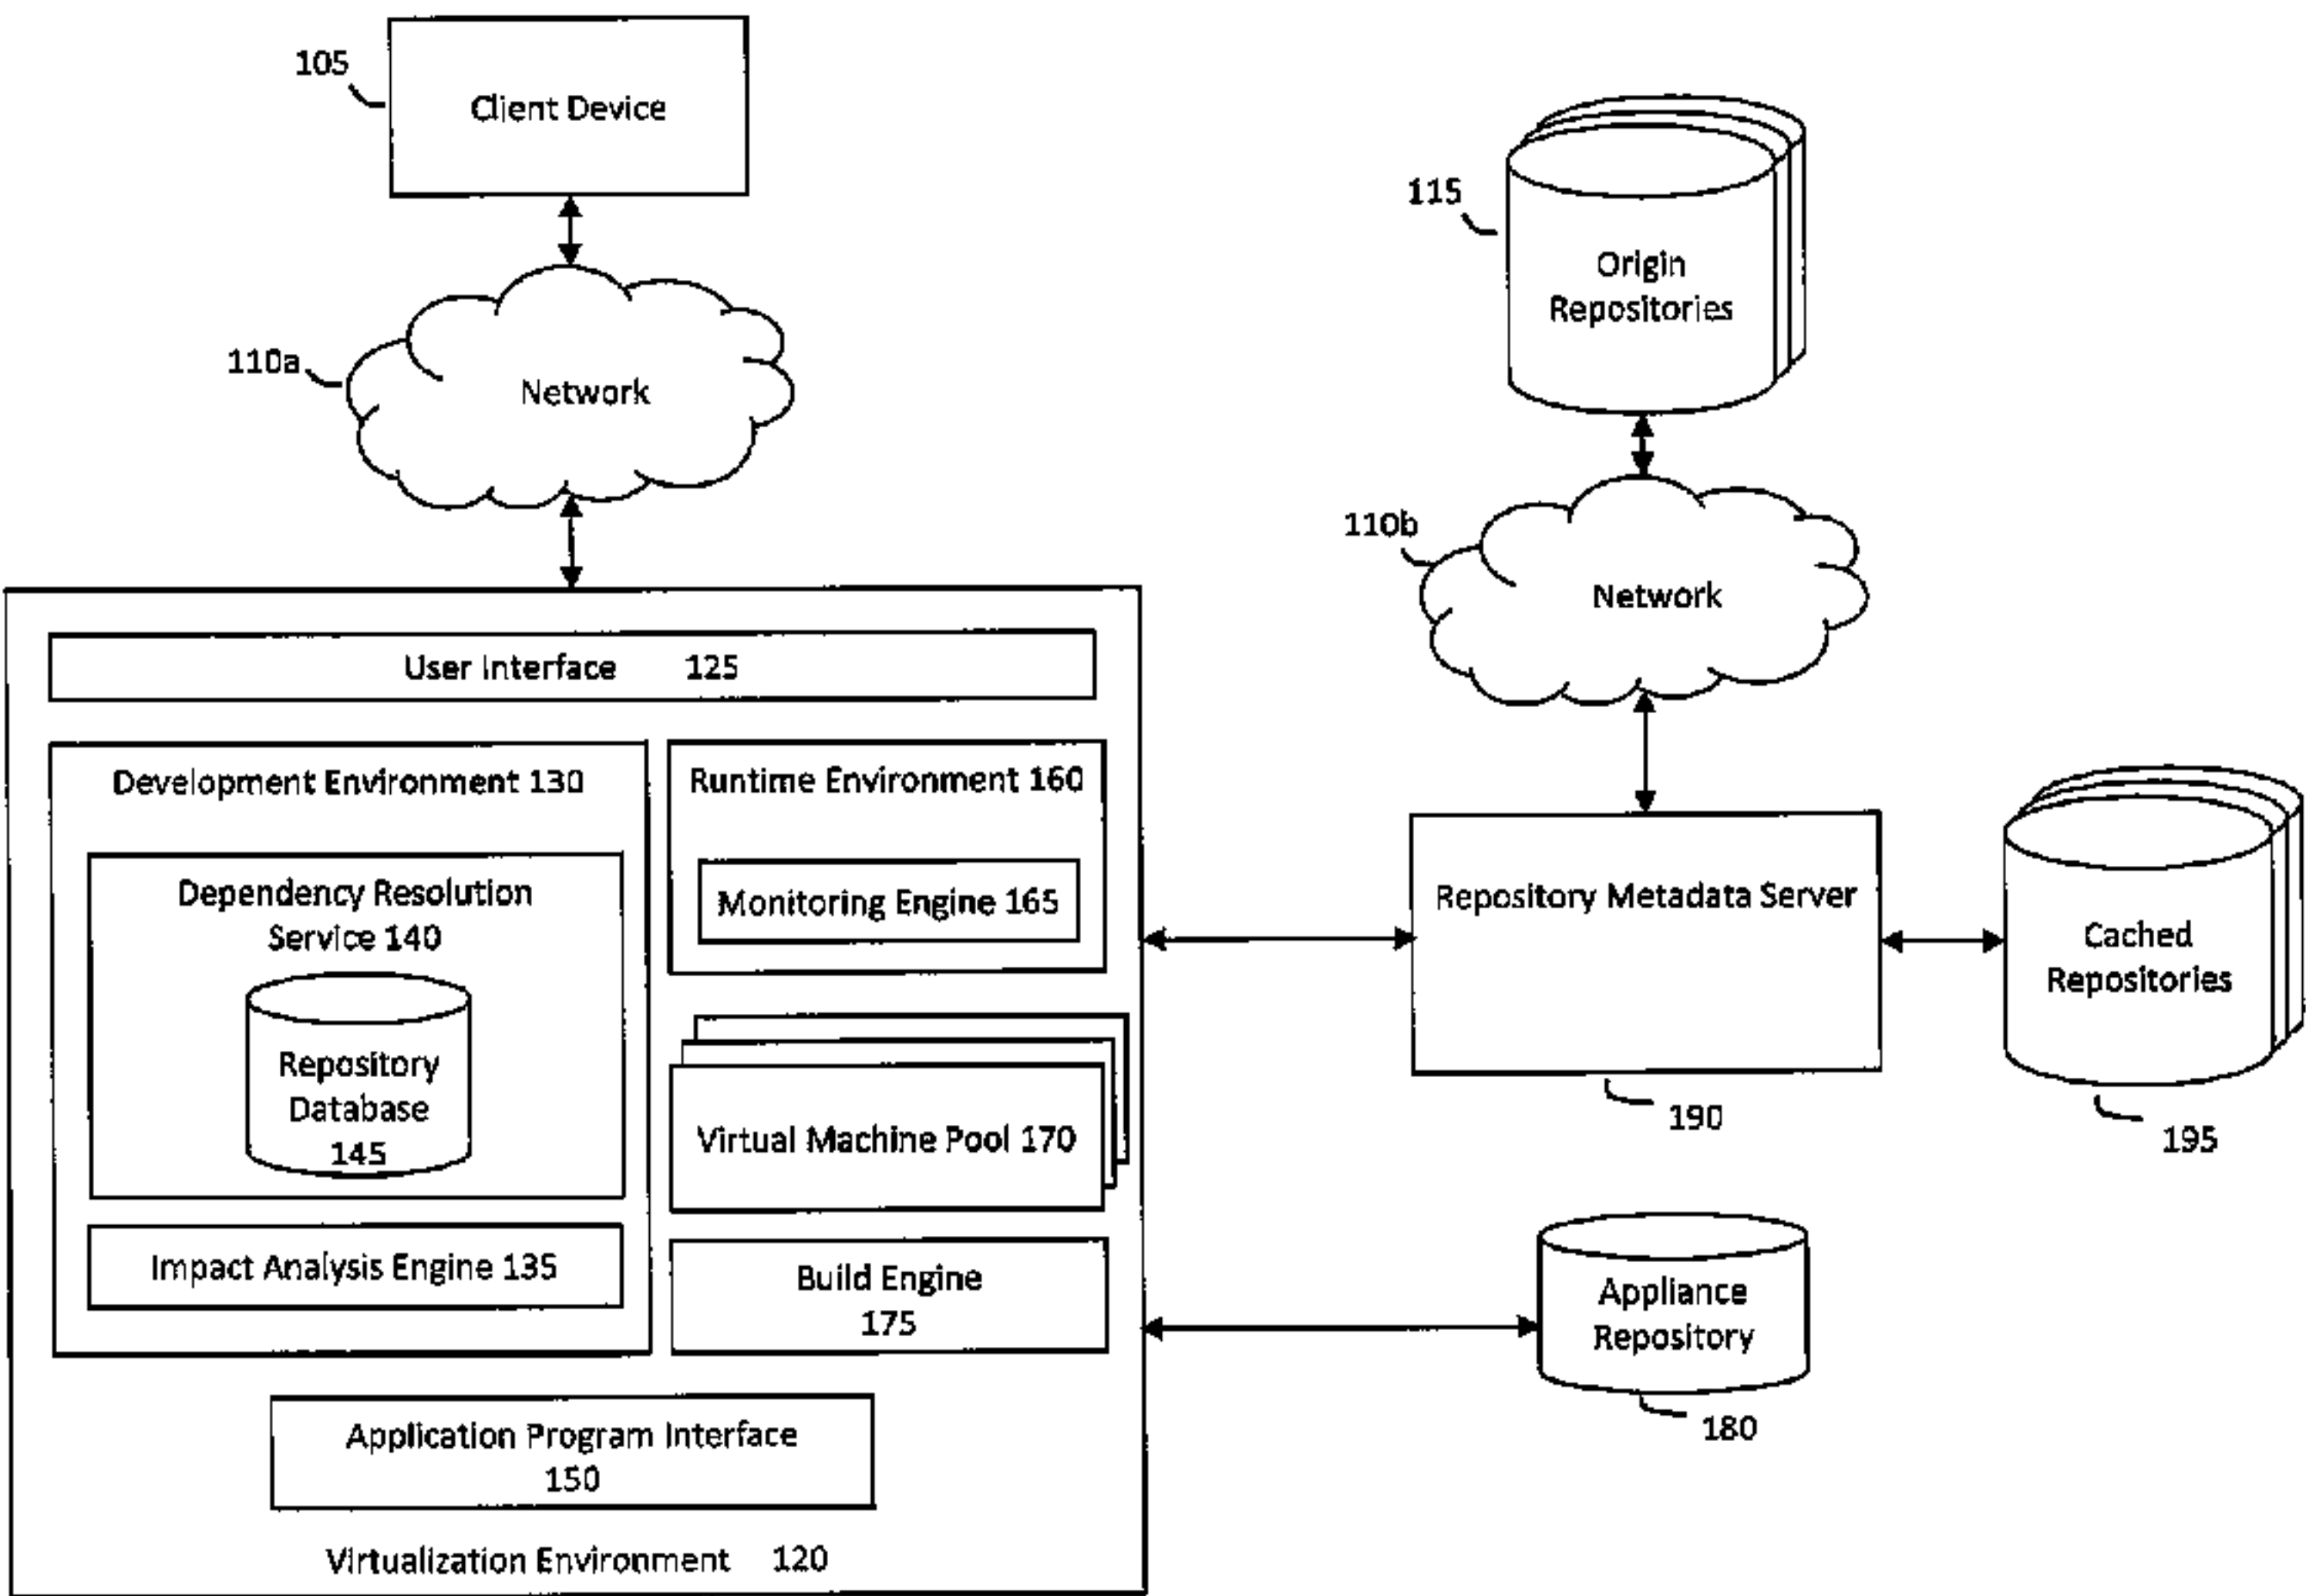 105
Client Device
110a
Network
115
Origin
Repositories
110b
Network
User Interface 125
Development Environment 130
Dependency Resolution
Service 140
Repository
Database
145
Impact Analysis Engine 135
Runtime Environment 160
Monitoring Engine 165
Virtual Machine Pool 170
Build Engine
175
Application Program Interface
150
Virtualization Environment 120
Repository Metadata Server
190
Cached
Repositories
195
Appliance
Repository
180